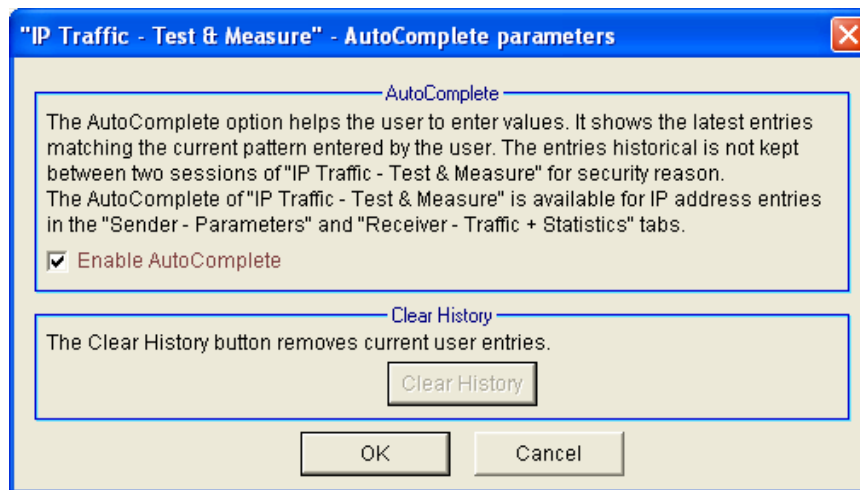 "IP Traffic - Test & Measure" - AutoComplete parameters
AutoComplete
The AutoComplete option helps the user to enter values. It shows the latest entries
matching the current pattern entered by the user. The entries historical is not kept
between two sessions of "IP Traffic - Test & Measure" for security reason.
The AutoComplete of "IP Traffic - Test & Measure" is available for IP address entries
in the "Sender - Parameters" and "Receiver - Traffic + Statistics" tabs.
Enable AutoComplete
Clear History
The Clear History button removes current user entries.
Clear History
OK Cancel